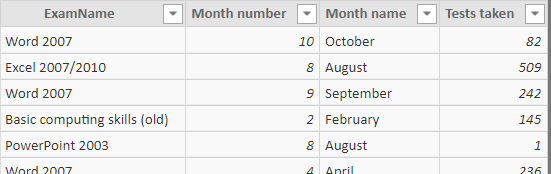 ExamName Month number Month name Tests taken
Word 2007 10 October 82
Excel 2007/2010 8 August 509
Word 2007 9 September 242
Basic computing skills (old) 2 February 145
PowerPoint 2003 8 August 1
Word 2007 4 April 236